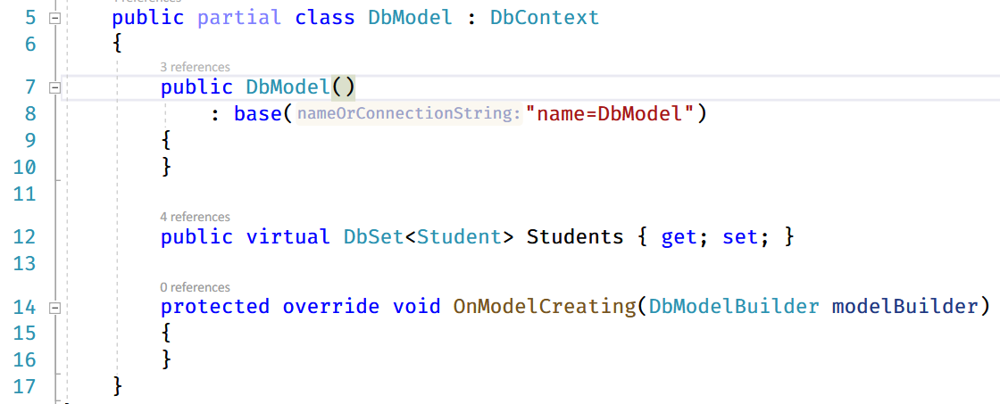 5 public partial class DbModel : DbContext
6 {
3 references
7 public DbModel()
8 : base(nameOrConnectionString: "name=DbModel")
9 {
10 }
11
4 references
12 public virtual DbSet<Student> Students { get; set; }
13
0 references
14 protected override void OnModelCreating(DbModelBuilder modelBuilder)
15 {
16 }
17 }